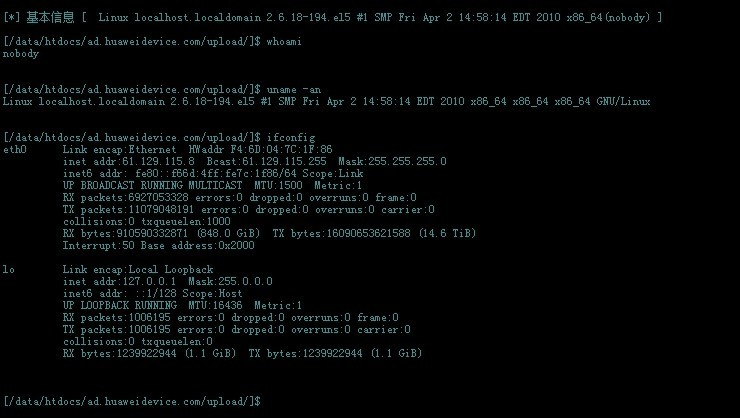 [*] 基本信息 [ Linux localhost.localdomain 2.6.18-194.el5 #1 SMP Fri Apr 2 14:58:14 EDT 2010 x86_64(nobody) ]
[/data/htdocs/ad.huaweidevice.com/upload/]$ whoami
nobody
[/data/htdocs/ad.huaweidevice.com/upload/]$ uname -an
Linux localhost.localdomain 2.6.18-194.el5 #1 SMP Fri Apr 2 14:58:14 EDT 2010 x86_64 x86_64 x86_64 GNU/Linux
[/data/htdocs/ad.huaweidevice.com/upload/]$ ifconfig
eth0 Link encap:Ethernet HWaddr F4:6D:04:7C:1F:86
inet addr:61.129.115.8 Bcast:61.129.115.255 Mask:255.255.255.0
inet6 addr: fe80::f66d:4ff:fe7c:1f86/64 Scope:Link
UP BROADCAST RUNNING MULTICAST MTU:1500 Metric:1
RX packets:6927053328 errors:0 dropped:0 overruns:0 frame:0
TX packets:11079048191 errors:0 dropped:0 overruns:0 carrier:0
collisions:0 txqueuelen:1000
RX bytes:910590332871 (848.0 GiB) TX bytes:16090653621588 (14.6 TiB)
Interrupt:50 Base address:0x2000
lo Link encap:Local Loopback
inet addr:127.0.0.1 Mask:255.0.0.0
inet6 addr: ::1/128 Scope:Host
UP LOOPBACK RUNNING MTU:16436 Metric:1
RX packets:1006195 errors:0 dropped:0 overruns:0 frame:0
TX packets:1006195 errors:0 dropped:0 overruns:0 carrier:0
collisions:0 txqueuelen:0
RX bytes:1239922944 (1.1 GiB) TX bytes:1239922944 (1.1 GiB)
[/data/htdocs/ad.huaweidevice.com/upload/]$